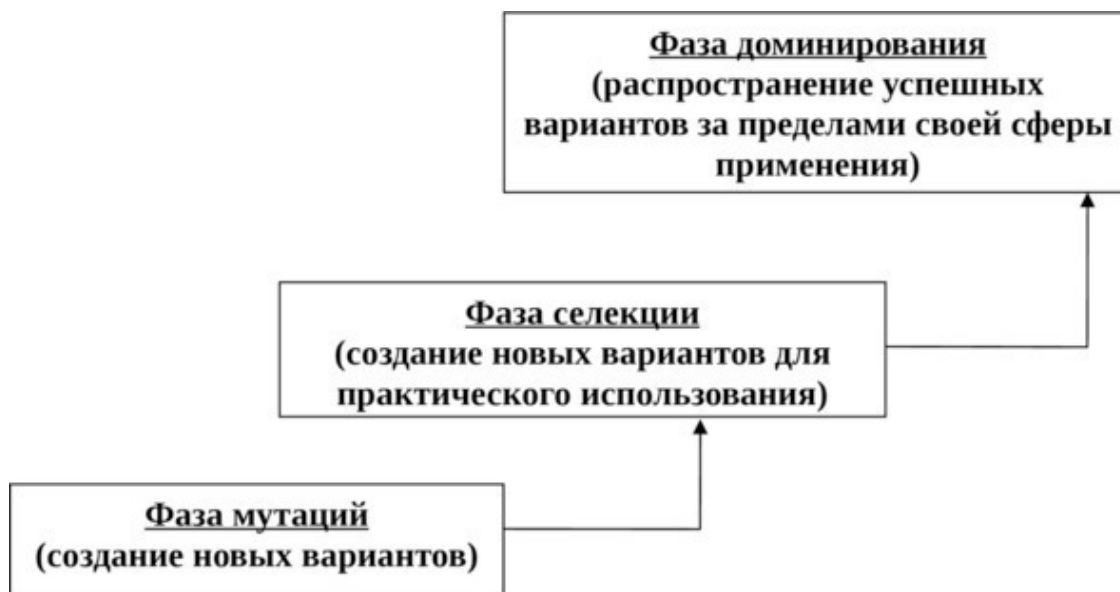 Фаза доминирования
(распространение успешных
вариантов за пределами своей сферы
применения)
Фаза селекции
(создание новых вариантов для
практического использования)
Фаза мутаций
(создание новых вариантов)